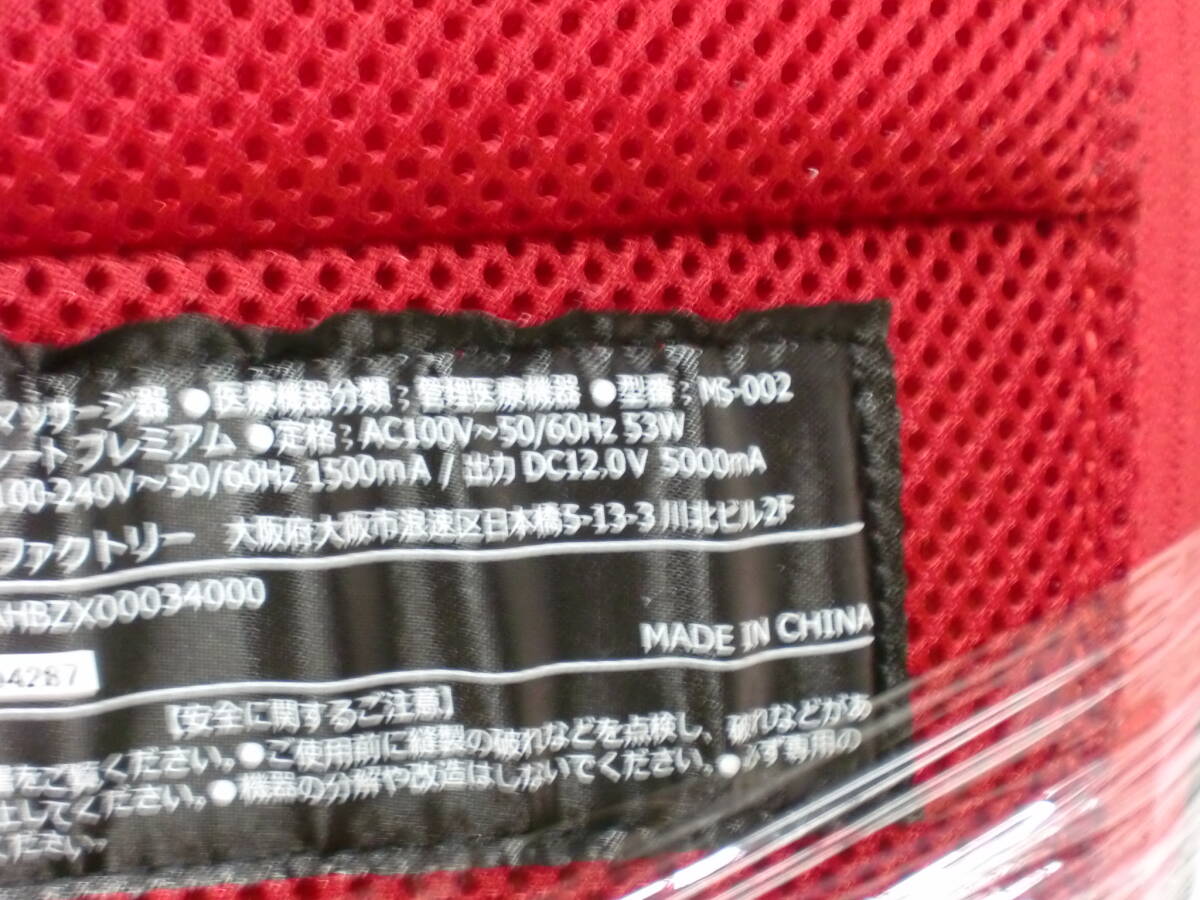 マッサージ器 ●医療機器分類:管理医療機器 ●型番:MS-002
ート プレミアム ●定格:AC100V～50/60Hz 53W
100-240V～50/60Hz 1500mA / 出力 DC12.0V 5000mA
ファクトリー 大阪府大阪市浪速区日本橋5-13-3 川北ビル2F
AHBZX00034000
MADE IN CHINA
4287
【安全に関するご注意】
をご覧ください。●ご使用前に縫製の破れなどを点検し、破れなどがあ
止してください。●機器の分解や改造はしないでください。●必ず専用の
ください。